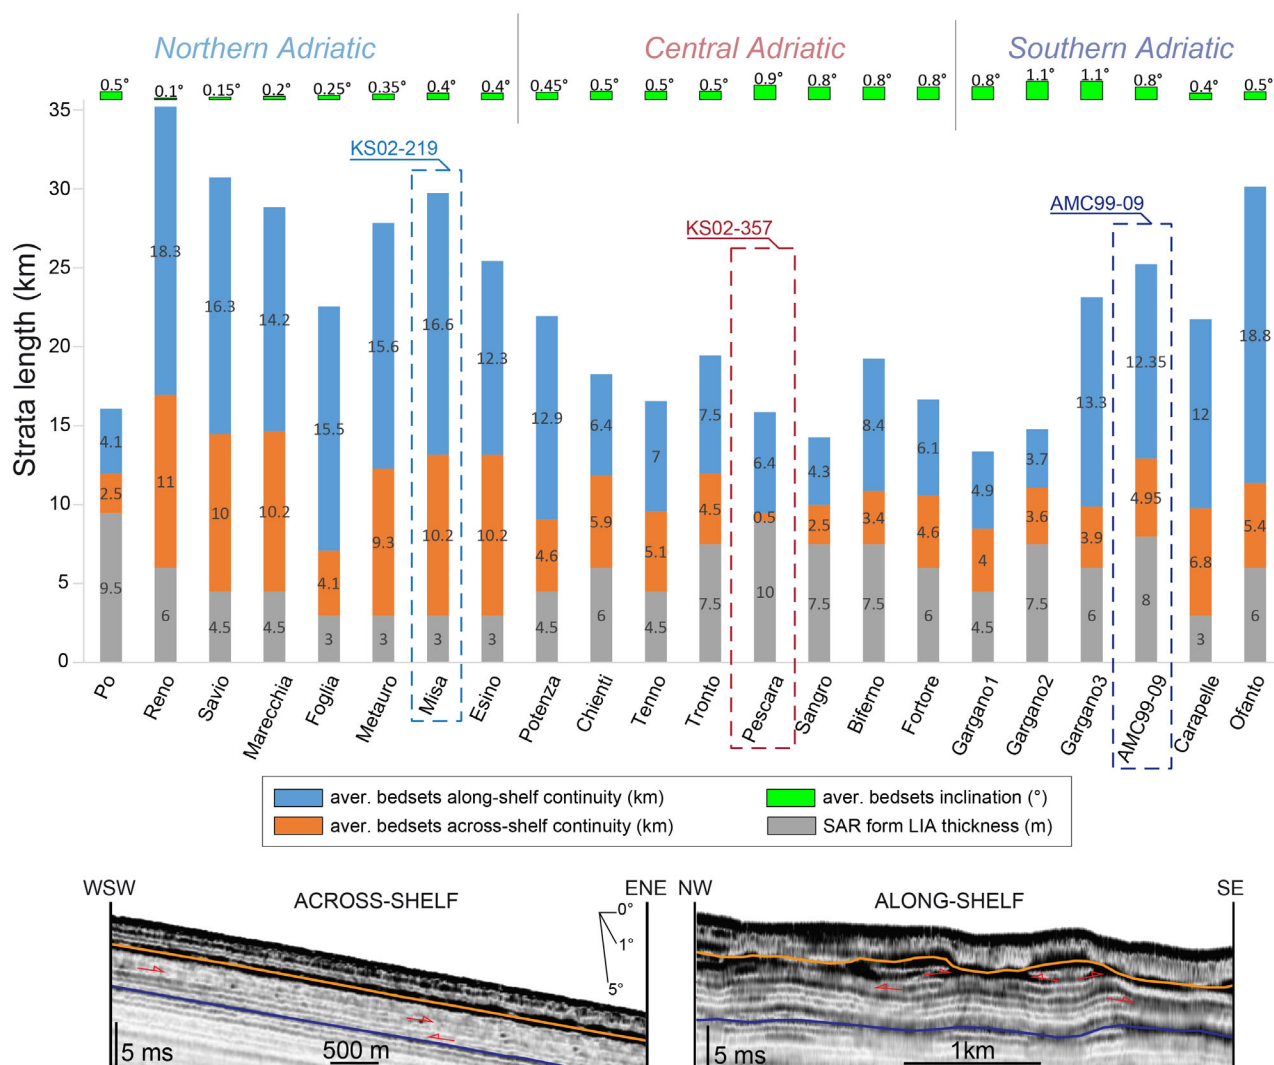 Northern Adriatic
Central Adriatic
Southern Adriatic
0.5° 0.1° 0.15° 0.2° 0.25° 0.35° 0.4° 0.4° 0.45° 0.5° 0.5° 0.5° 0.9° 0.8° 0.8° 0.8° 0.8° 1.1° 1.1° 0.8° 0.4° 0.5°
Strata length (km)
35
30
25
20
15
10
5
0
KS02-219
KS02-357
AMC99-09
4.1 18.3 16.3 14.2 15.5 15.6 16.6 12.3 12.9 6.4 7 7.5 6.4 4.3 8.4 6.1 4.9 3.7 13.3 12.35 12 18.8
2.5 11 10 10.2 4.1 9.3 10.2 10.2 4.6 5.9 5.1 4.5 0.5 2.5 3.4 4.6 4 3.6 3.9 4.95 6.8 5.4
9.5 6 4.5 4.5 3 3 3 3 4.5 6 4.5 7.5 10 7.5 7.5 6 4.5 7.5 6 8 3 6
Po
Reno
Savio
Marecchia
Foglia
Metauro
Misa
Esino
Potenza
Chienti
Tenno
Tronto
Pescara
Sangro
Biferno
Fortore
Gargano1
Gargano2
Gargano3
AMC99-09
Carapelle
Ofanto
aver. bedsets along-shelf continuity (km)
aver. bedsets inclination (°)
aver. bedsets across-shelf continuity (km)
SAR form LIA thickness (m)
WSW
ACROSS-SHELF
ENE
0°
1°
5°
5 ms
500 m
NW
ALONG-SHELF
SE
5 ms
1km